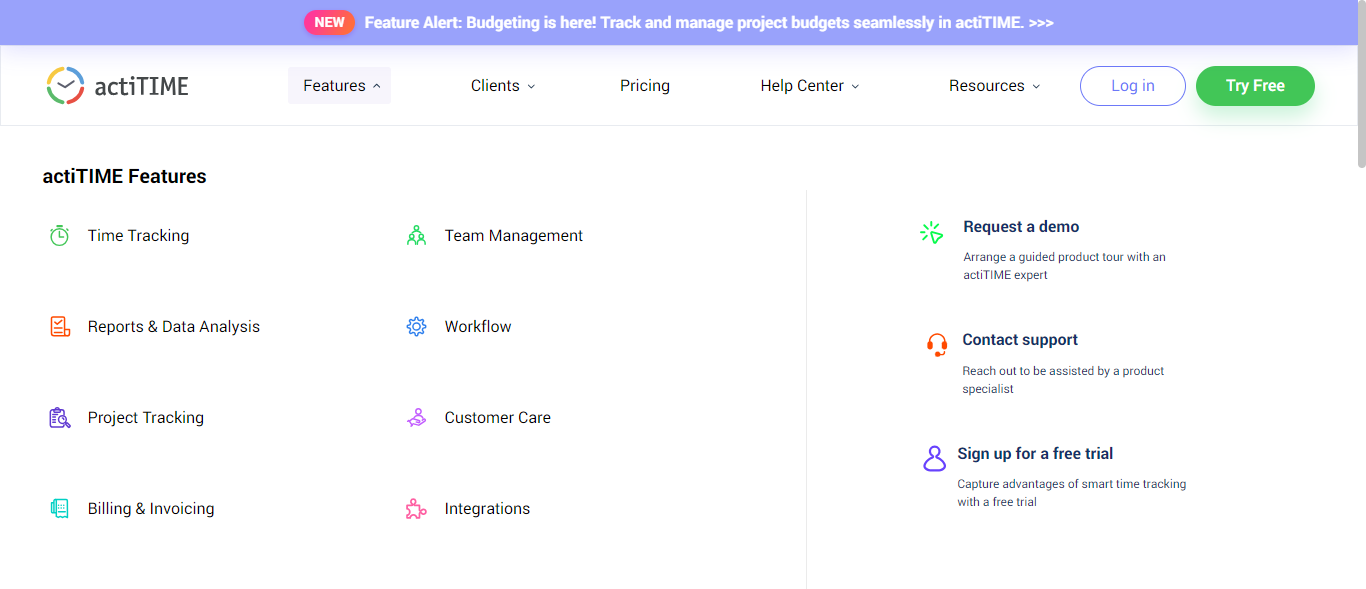 NEW Feature Alert: Budgeting is here! Track and manage project budgets seamlessly in actiTIME. >>>
actiTIME Features Clients Pricing Help Center Resources Log in Try Free
actiTIME Features
Time Tracking
Team Management
Reports & Data Analysis
Workflow
Project Tracking
Customer Care
Billing & Invoicing
Integrations
Request a demo
Arrange a guided product tour with an
actiTIME expert
Contact support
Reach out to be assisted by a product
specialist
Sign up for a free trial
Capture advantages of smart time tracking
with a free trial